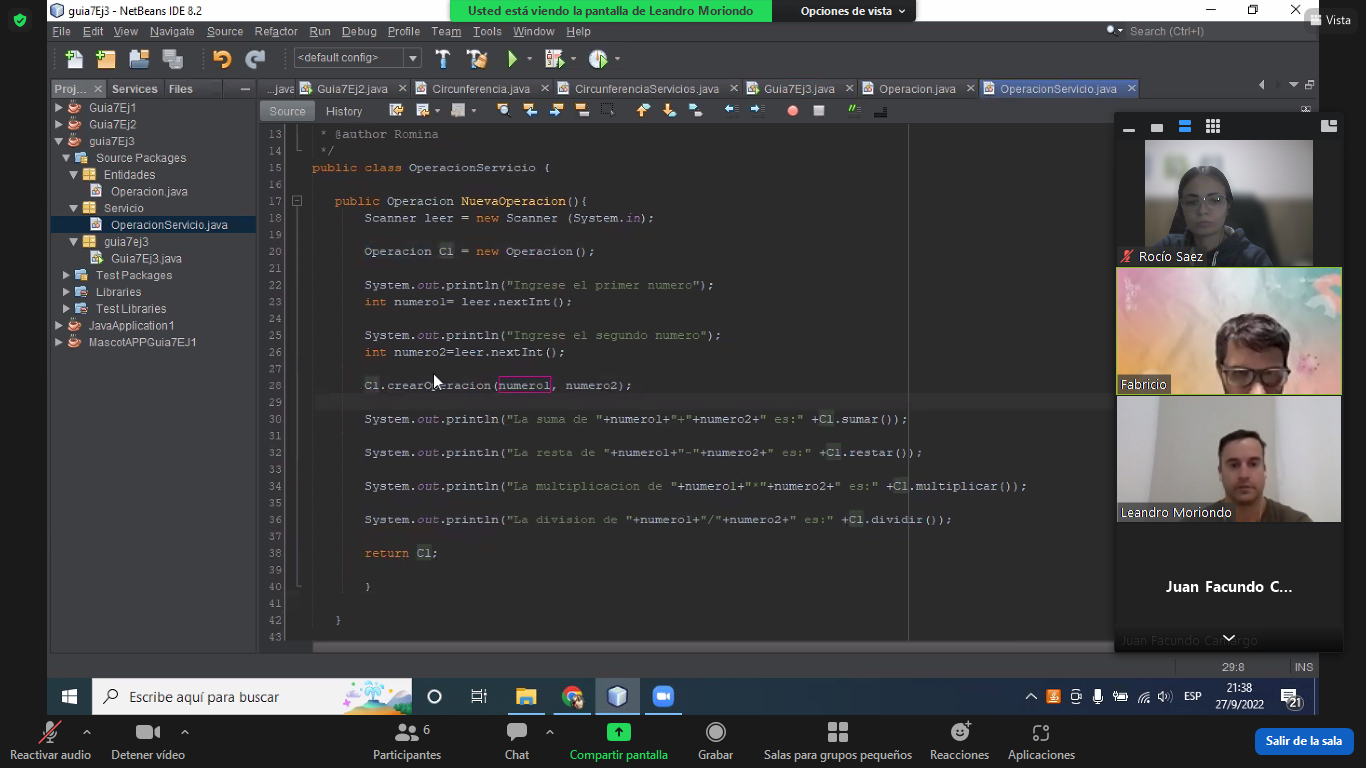 guia7Ej3 - NetBeans IDE 8.2
Usted está viendo la pantalla de Leandro Moriondo
Opciones de vista
Vista
File Edit View Navigate Source Refactor Run Debug Profile Team Tools Window Help
Search (Ctrl+I)
<default config>
Proj... Services Files
...java Guia7Ej2.java Circunferencia.java CircunferenciaServicios.java Guia7Ej3.java Operacion.java OperacionServicio.java
Source History
Guia7Ej1
Guia7Ej2
guia7Ej3
Source Packages
Entidades
Operacion.java
Servicio
OperacionServicio.java
guia7ej3
Guia7Ej3.java
Test Packages
Libraries
Test Libraries
JavaApplication1
MascotAPPGuia7EJ1
13 * @author Romina
14 */
15 public class OperacionServicio {
16
17 public Operacion NuevaOperacion(){
18 Scanner leer = new Scanner (System.in);
19
20 Operacion C1 = new Operacion();
21
22 System.out.println("Ingrese el primer numero");
23 int numero1= leer.nextInt();
24
25 System.out.println("Ingrese el segundo numero");
26 int numero2=leer.nextInt();
27
28 C1.crearOperacion(numero1, numero2);
29
30 System.out.println("La suma de "+numero1+"+"+numero2+" es:" +C1.sumar());
31
32 System.out.println("La resta de "+numero1+"-"+numero2+" es:" +C1.restar());
33
34 System.out.println("La multiplicacion de "+numero1+"*"+numero2+" es:" +C1.multiplicar());
35
36 System.out.println("La division de "+numero1+"/"+numero2+" es:" +C1.dividir());
37
38 return C1;
39
40 }
41
42 }
43
Rocío Saez
Fabricio
Leandro Moriondo
Juan Facundo C...
Juan Facundo Camargo
29:8 INS
Escribe aquí para buscar
ESP
21:38
27/9/2022
21
Reactivar audio
Detener vídeo
6
Participantes
Chat
Compartir pantalla
Grabar
Salas para grupos pequeños
Reacciones
Aplicaciones
Salir de la sala